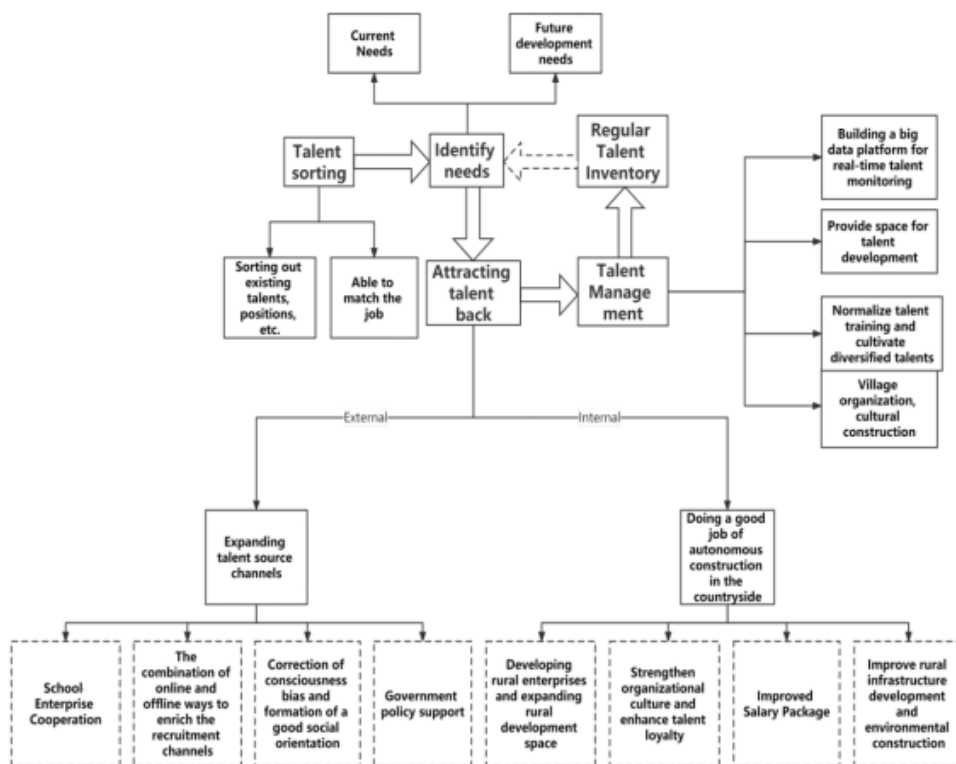 Current
Needs
Future
development
needs
Talent
sorting
Identify
needs
Regular
Talent
Inventory
Building a big
data platform for
real-time talent
monitoring
Provide space for
talent
development
Sorting out
existing
talents,
positions,
etc.
Able to
match the
job
Attracting
talent
back
Talent
Manage
ment
Normalize talent
training and
cultivate
diversified talents
Village
organization,
cultural
construction
External
Internal
Expanding
talent source
channels
Doing a good
job of
autonomous
construction
in the
countryside
School-
Enterprise
Cooperation
The
combination of
online and
offline ways to
enrich the
recruitment
channels
Correction of
consciousness
bias and
formation of a
good social
orientation
Government
policy support
Developing
rural enterprises
and expanding
rural
development
space
Strengthen
organizational
culture and
enhance talent
loyalty
Improved
Salary Package
Improve rural
infrastructure
development
and
environmental
construction